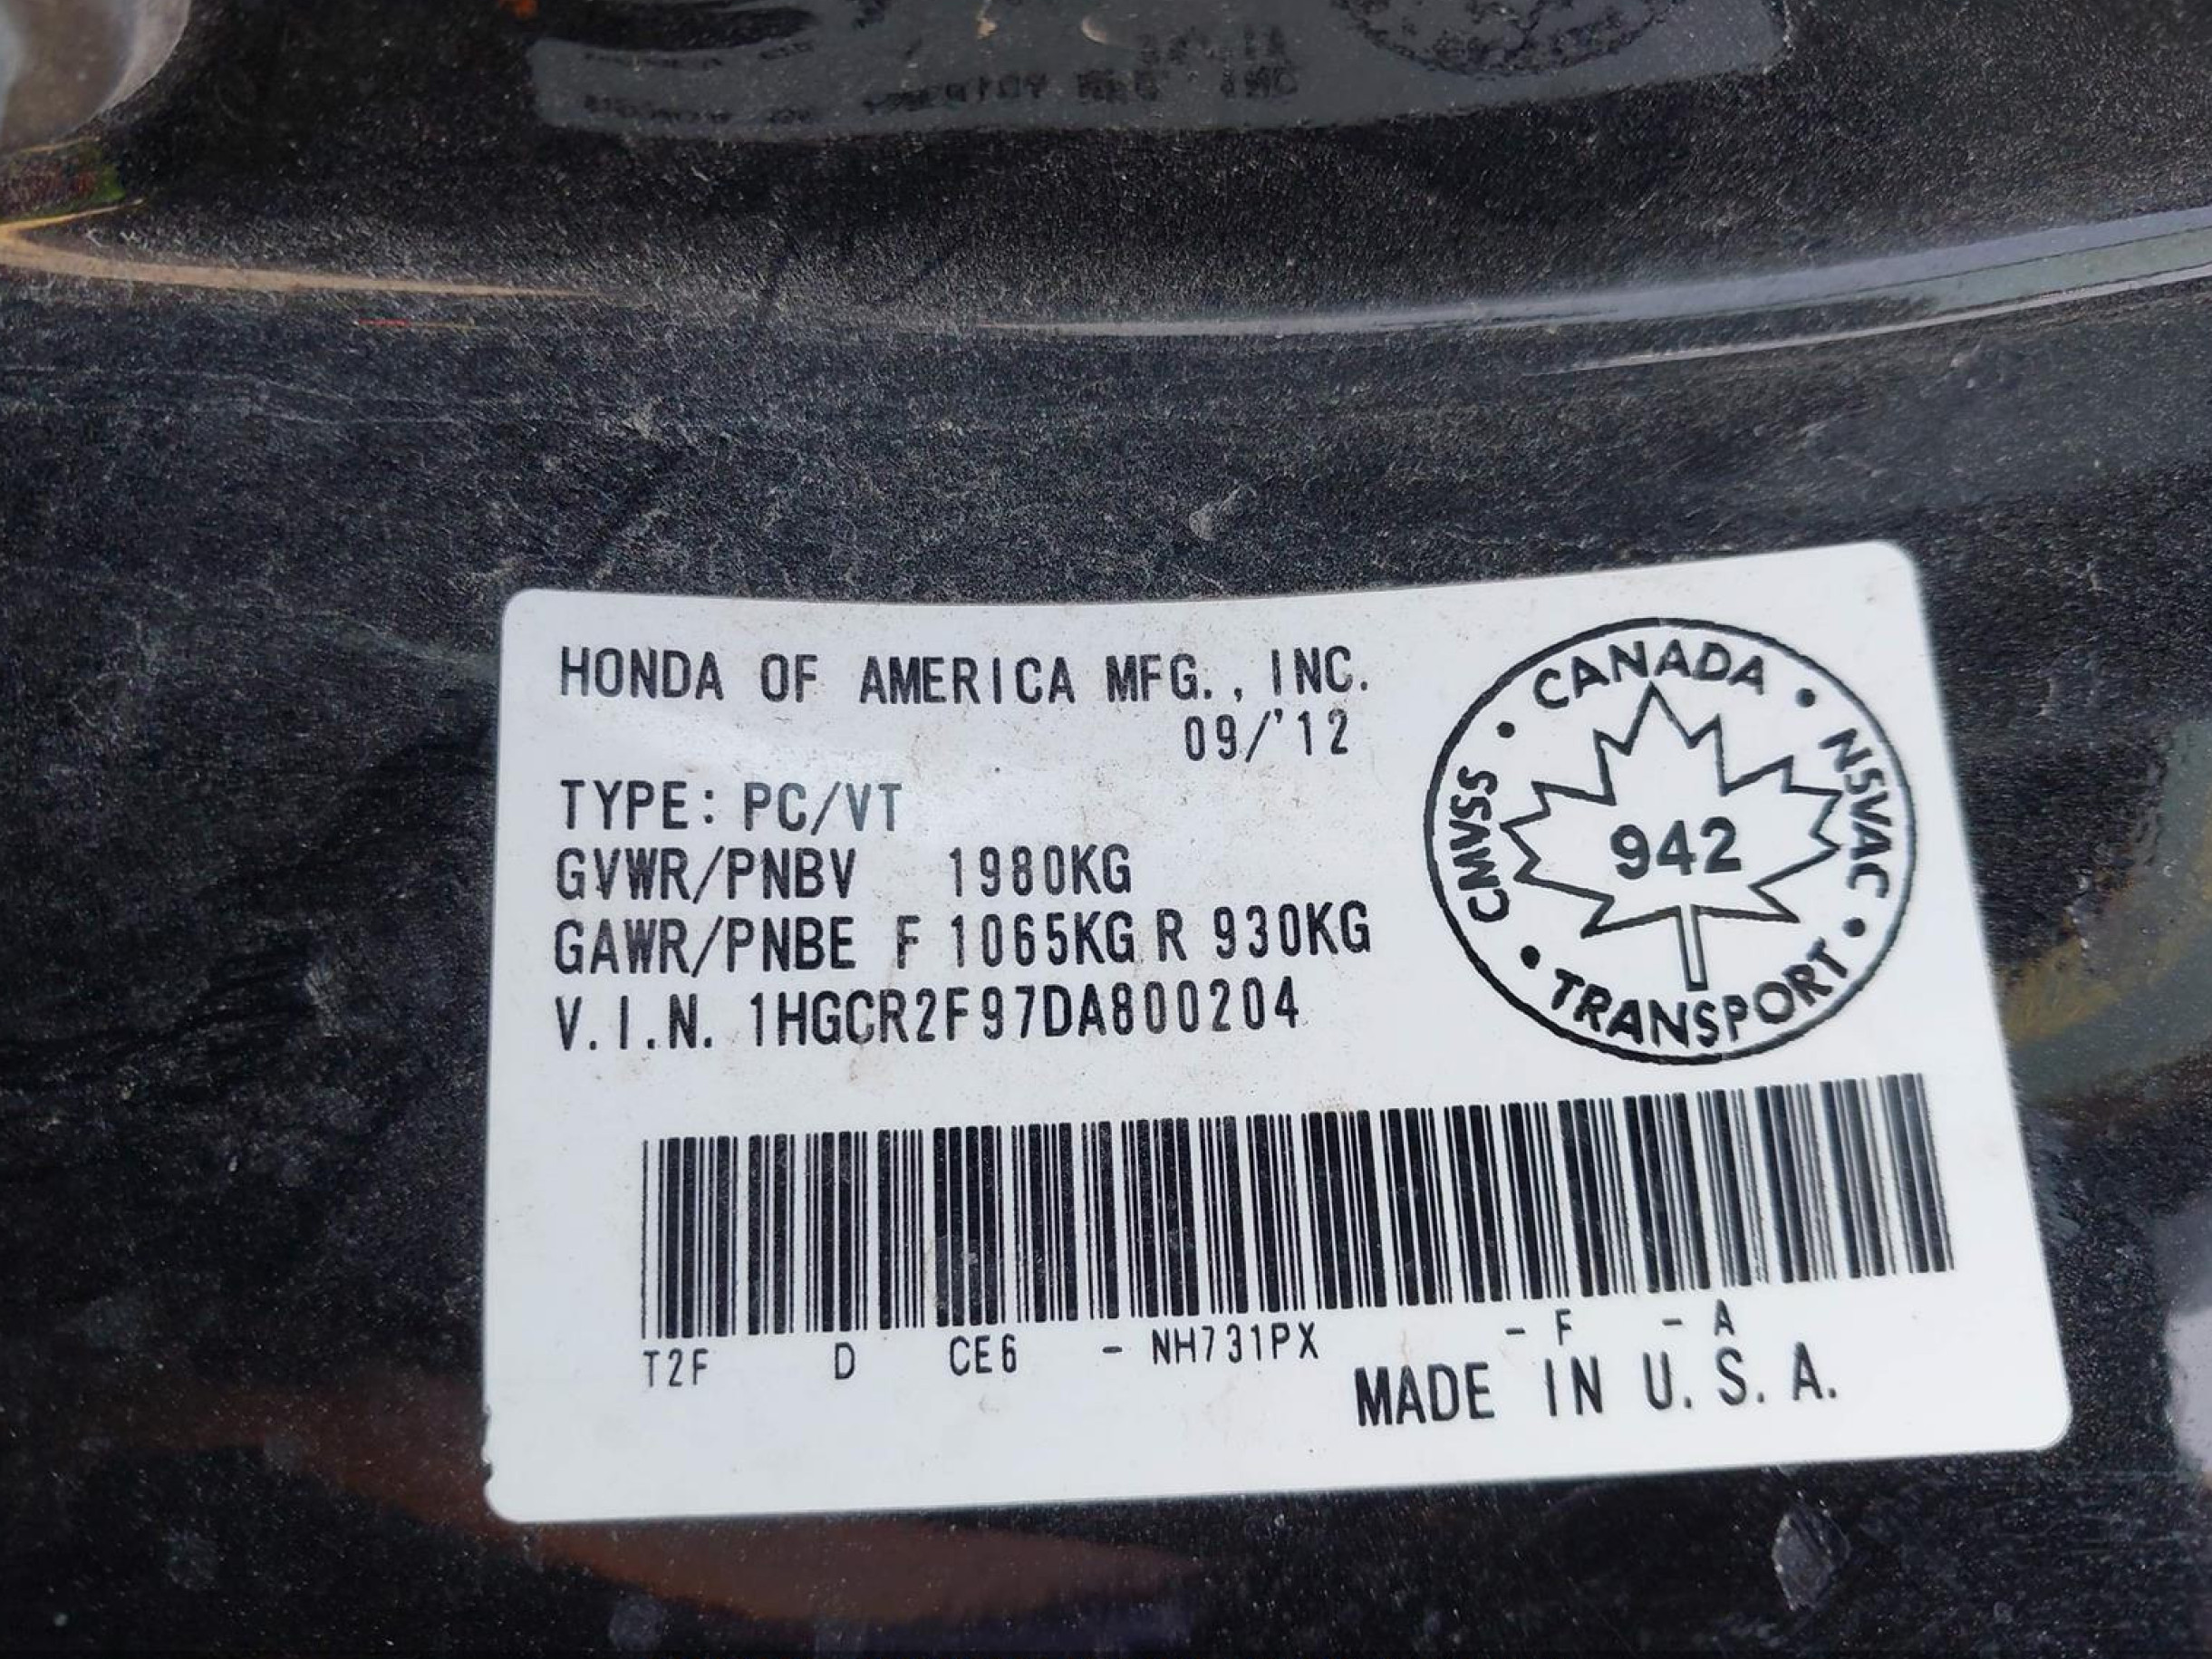 HONDA OF AMERICA MFG., INC.
09/'12
TYPE: PC/VT
GVWR/PNBV 1980KG
GAWR/PNBE F 1065KG R 930KG
V.I.N. 1HGCR2F97DA800204
CANADA
NSVAC
TRANSPORT
CMVSS
942
T2F D CE6 - NH731PX - F - A
MADE IN U.S.A.